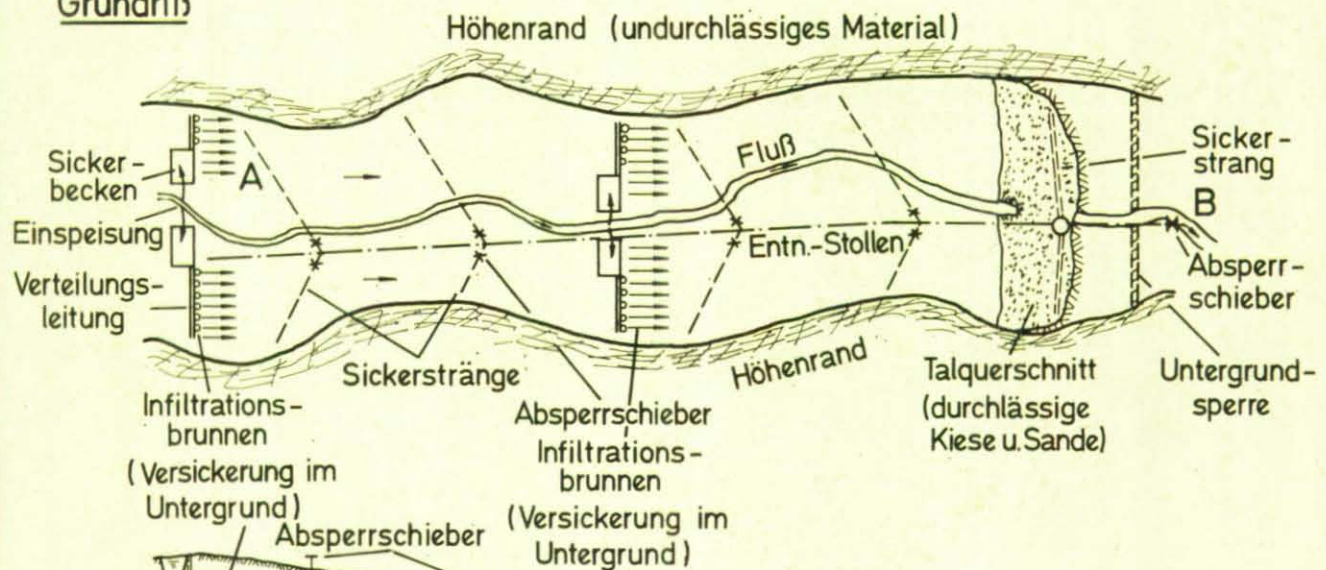 Grundriß
Höhenrand (undurchlässiges Material)
Sicker-
becken
Einspeisung
Verteilungs-
leitung
A
Fluß
Entn.-Stollen
Sicker-
strang
B
Absperr-
schieber
Sickerstränge
Höhenrand
Infiltrations-
brunnen
(Versickerung im
Untergrund)
Absperrschieber
Infiltrations-
brunnen
(Versickerung im
Untergrund)
Talquerschnitt
(durchlässige
Kiese u. Sande)
Untergrund-
sperre
Absperrschieber